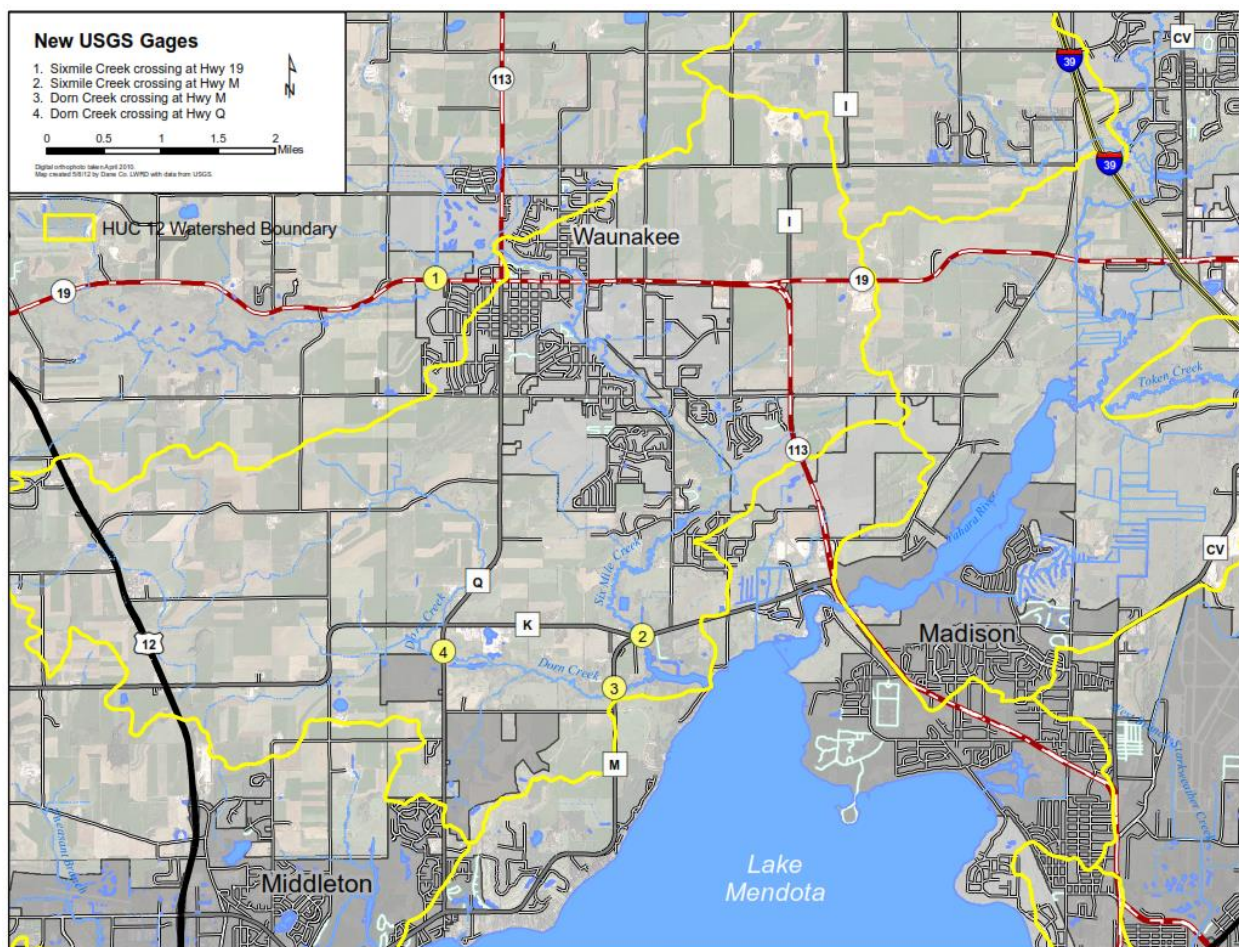 New USGS Gages
1. Sixmile Creek crossing at Hwy 19
2. Sixmile Creek crossing at Hwy M
3. Dorn Creek crossing at Hwy M
4. Dorn Creek crossing at Hwy Q
N
0 0.5 1 1.5 2
Miles
Digital orthophoto taken April 2010.
Map created 5/8/12 by Dane Co. LWRD with data from USGS.
HUC 12 Watershed Boundary
113
I
39
CV
39
I
Waunakee
1
19
19
Token Creek
113
Yahara River
CV
Six Mile Creek
Q
K
2
Madison
12
4
Dorn Creek
Dorn Creek
3
M
Starkweather Creek
Pheasant Branch
Middleton
Lake
Mendota